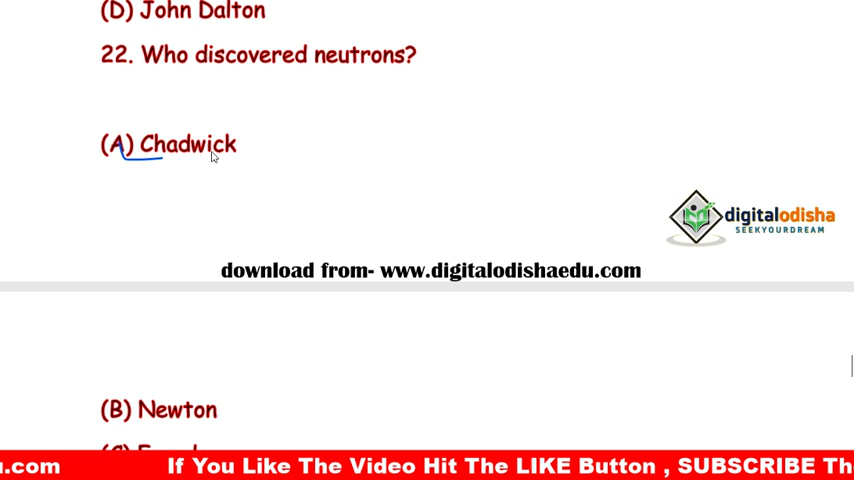 (D) John Dalton
22. Who discovered neutrons?
(A) Chadwick
digitalodisha
SEEKYOURDREAM
download from- www.digitalodishaedu.com
(B) Newton
u.com If You Like The Video Hit The LIKE Button , SUBSCRIBE The